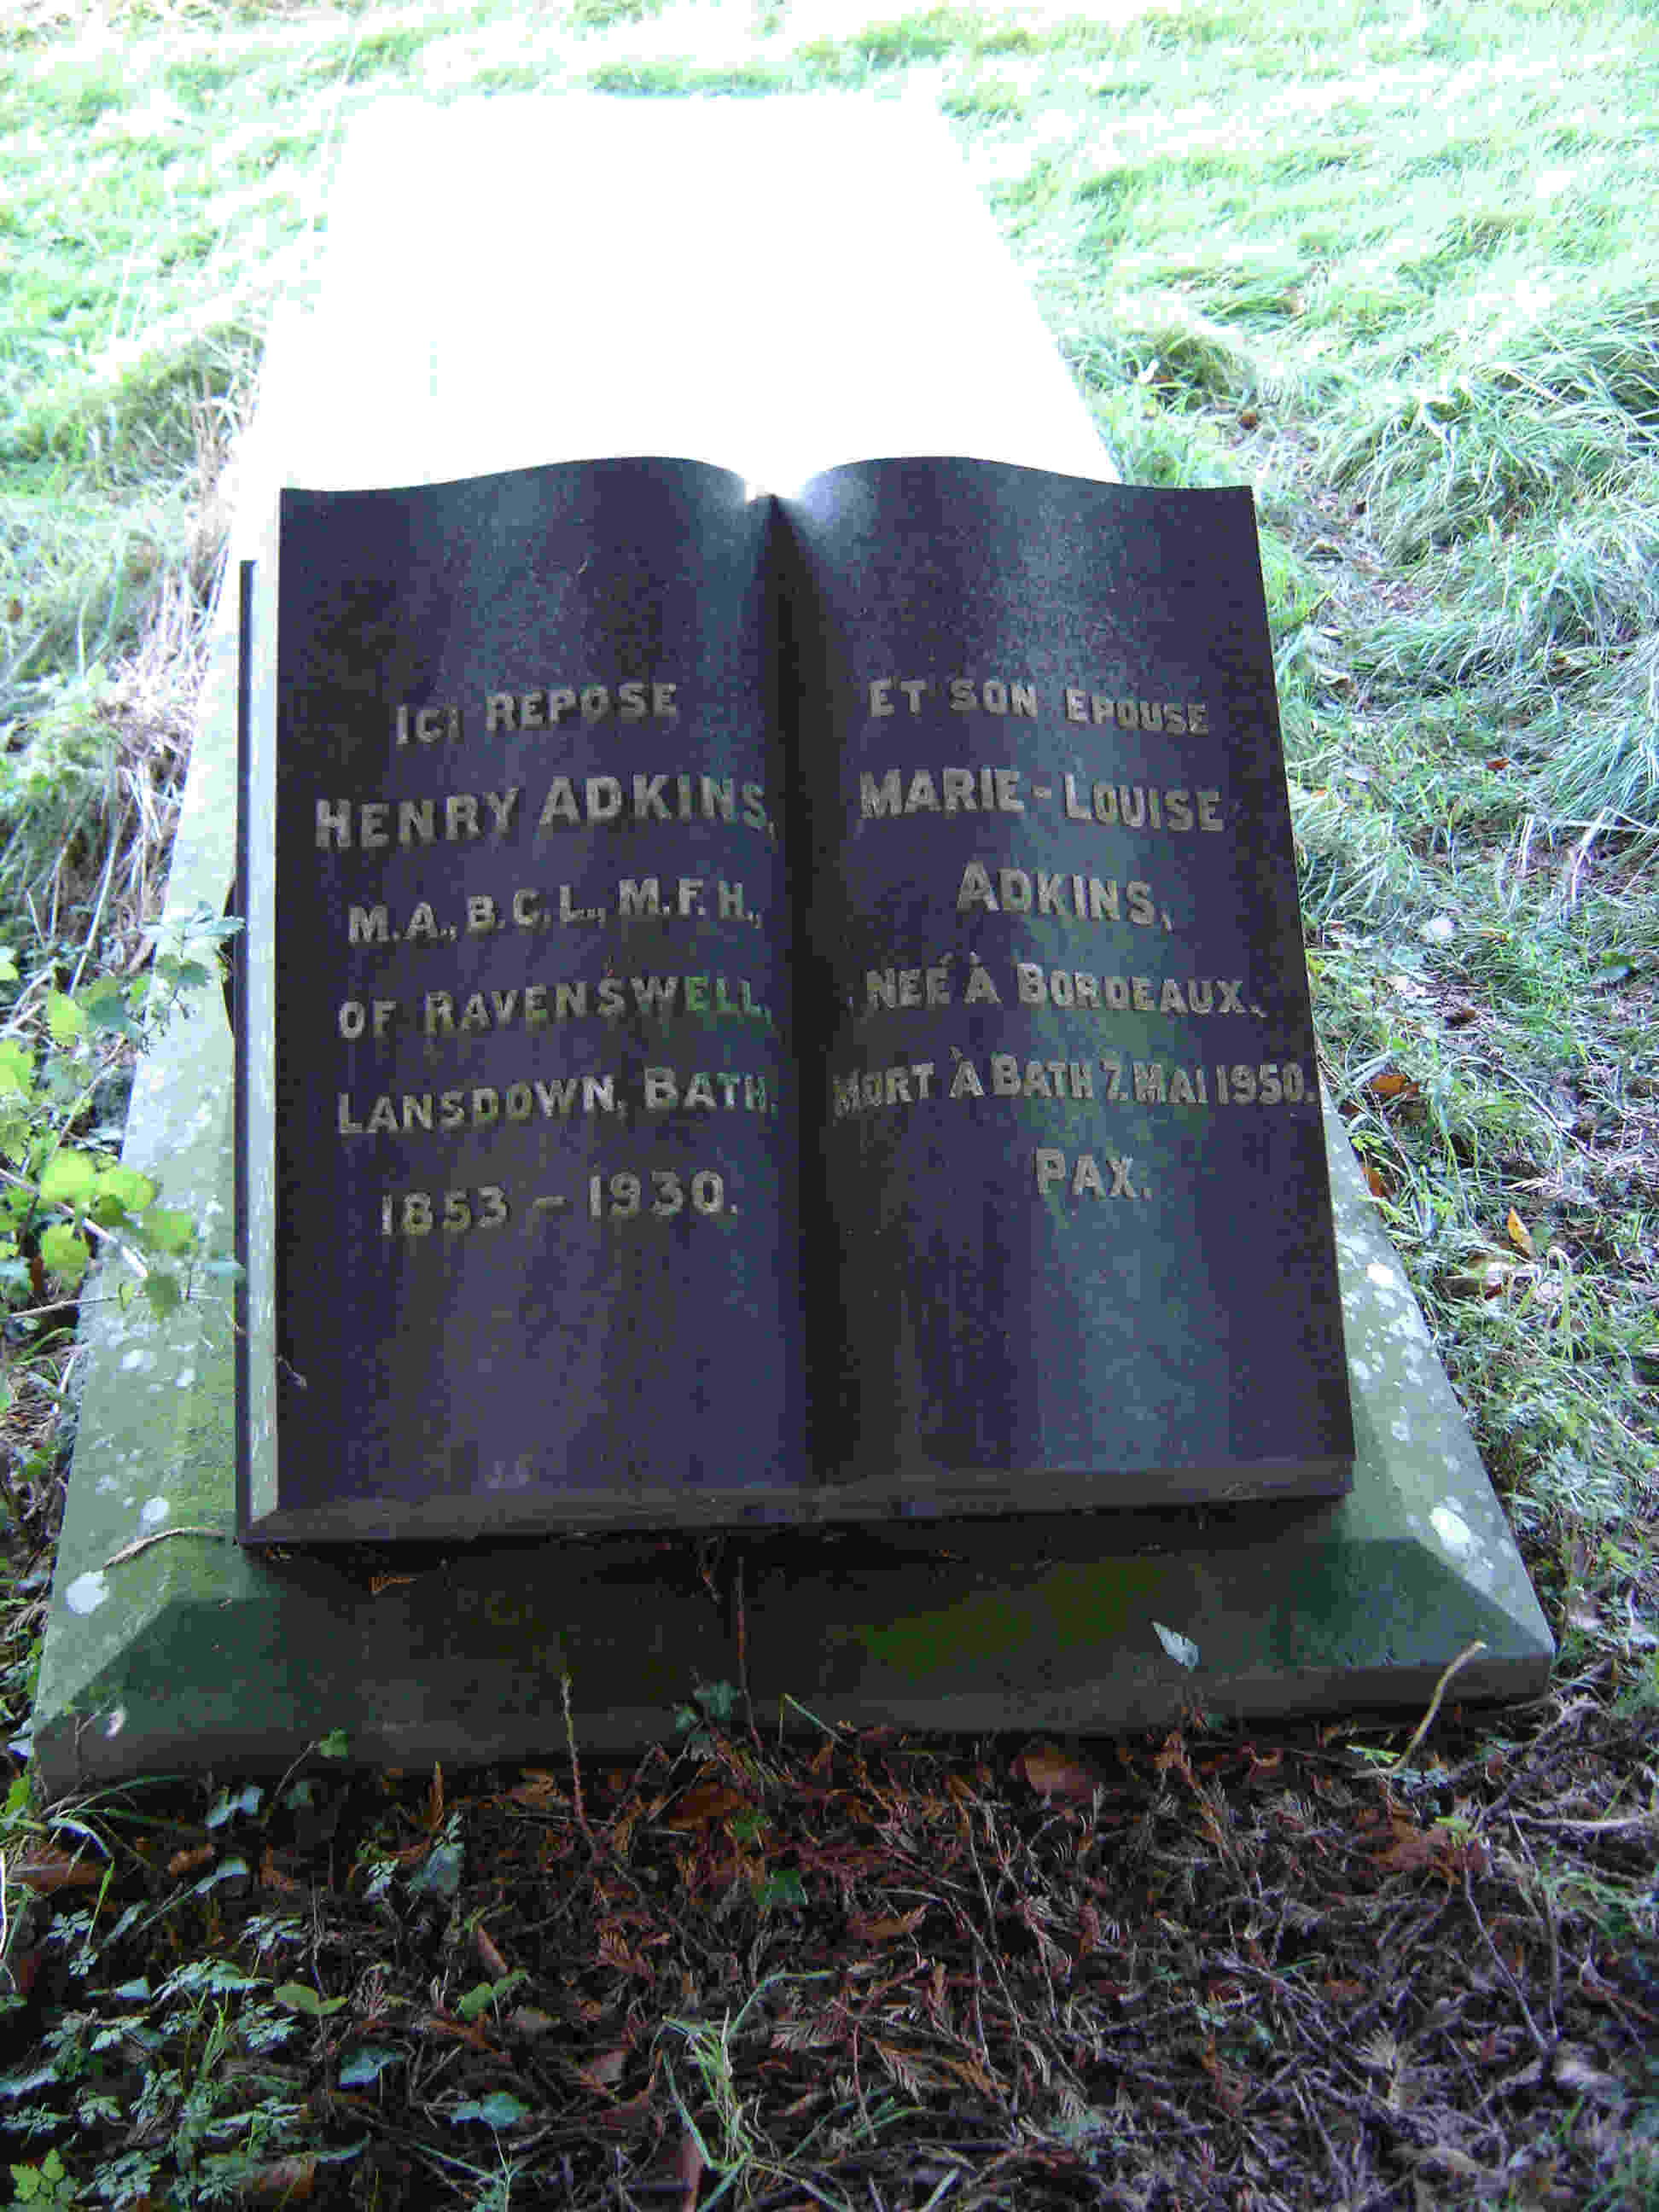 ICI REPOSE
HENRY ADKINS,
M.A., B.C.L., M.F.H.,
OF RAVENSWELL,
LANSDOWN, BATH.
1853 – 1930.
ET SON EPOUSE
MARIE-LOUISE
ADKINS,
NEÉ À BORDEAUX,
MORT À BATH 7, MAI 1950.
PAX.